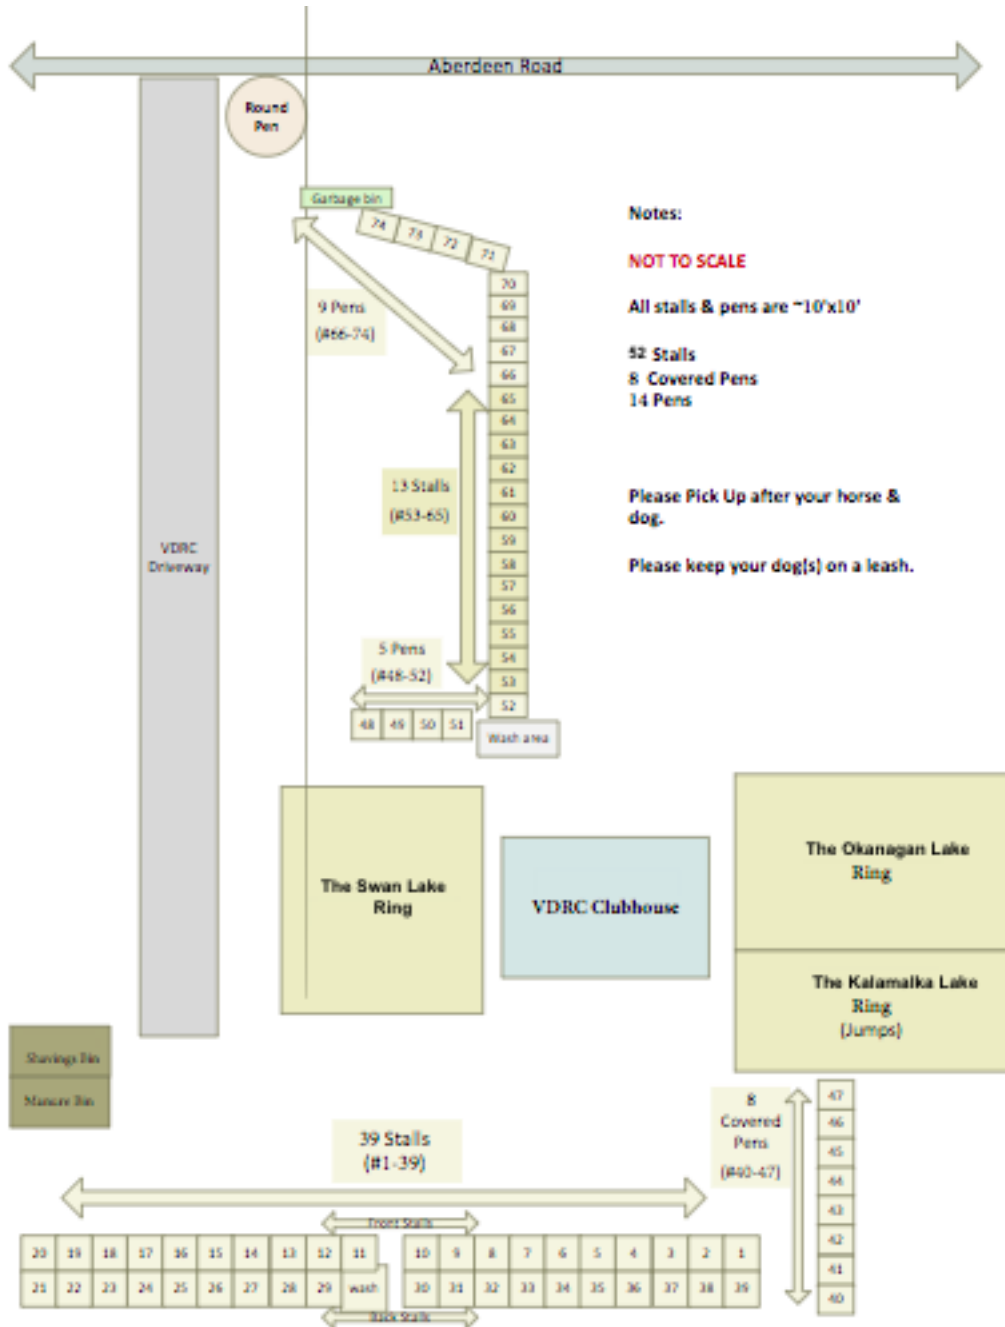 Aberdeen Road
Round
Pen
Garbage bin
74 73 72 71
70
69
68
67
66
65
64
63
62
61
60
59
58
57
56
55
54
53
52
9 Pens
(#66-74)
Notes:
NOT TO SCALE
All stalls & pens are ~10'x10'
52 Stalls
8 Covered Pens
14 Pens
13 Stalls
(#53-65)
Please Pick Up after your horse &
dog.
Please keep your dog(s) on a leash.
VDRC
Driveway
5 Pens
(#48-52)
48 49 50 51
Wash area
The Swan Lake
Ring
VDRC Clubhouse
The Okanagan Lake
Ring
The Kalamalka Lake
Ring
(Jumps)
Shavings Bin
Manure Bin
39 Stalls
(#1-39)
8
Covered
Pens
(#40-47)
47
46
45
44
43
42
41
40
Front Stalls
20 19 18 17 16 15 14 13 12 11 10 9 8 7 6 5 4 3 2 1
21 22 23 24 25 26 27 28 29 wash 30 31 32 33 34 35 36 37 38 39
Back Stalls